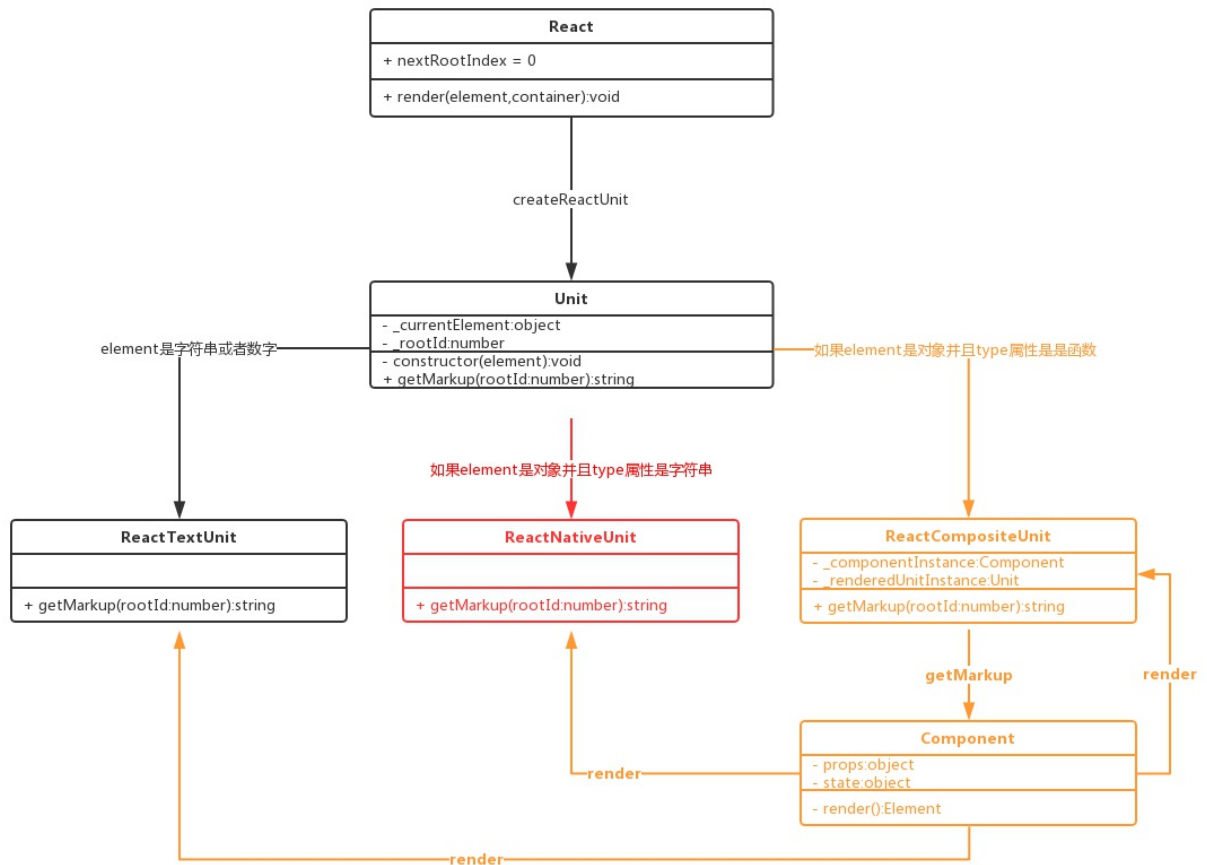 React
+ nextRootIndex = 0
+ render(element,container):void
createReactUnit
Unit
- _currentElement:object
- _rootId:number
- constructor(element):void
+ getMarkup(rootId:number):string
element是字符串或者数字
如果element是对象并且type属性是是函数
如果element是对象并且type属性是字符串
ReactTextUnit
+ getMarkup(rootId:number):string
ReactNativeUnit
+ getMarkup(rootId:number):string
ReactCompositeUnit
- _componentInstance:Component
- _renderedUnitInstance:Unit
+ getMarkup(rootId:number):string
getMarkup
render
Component
- props:object
- state:object
- render():Element
render
render